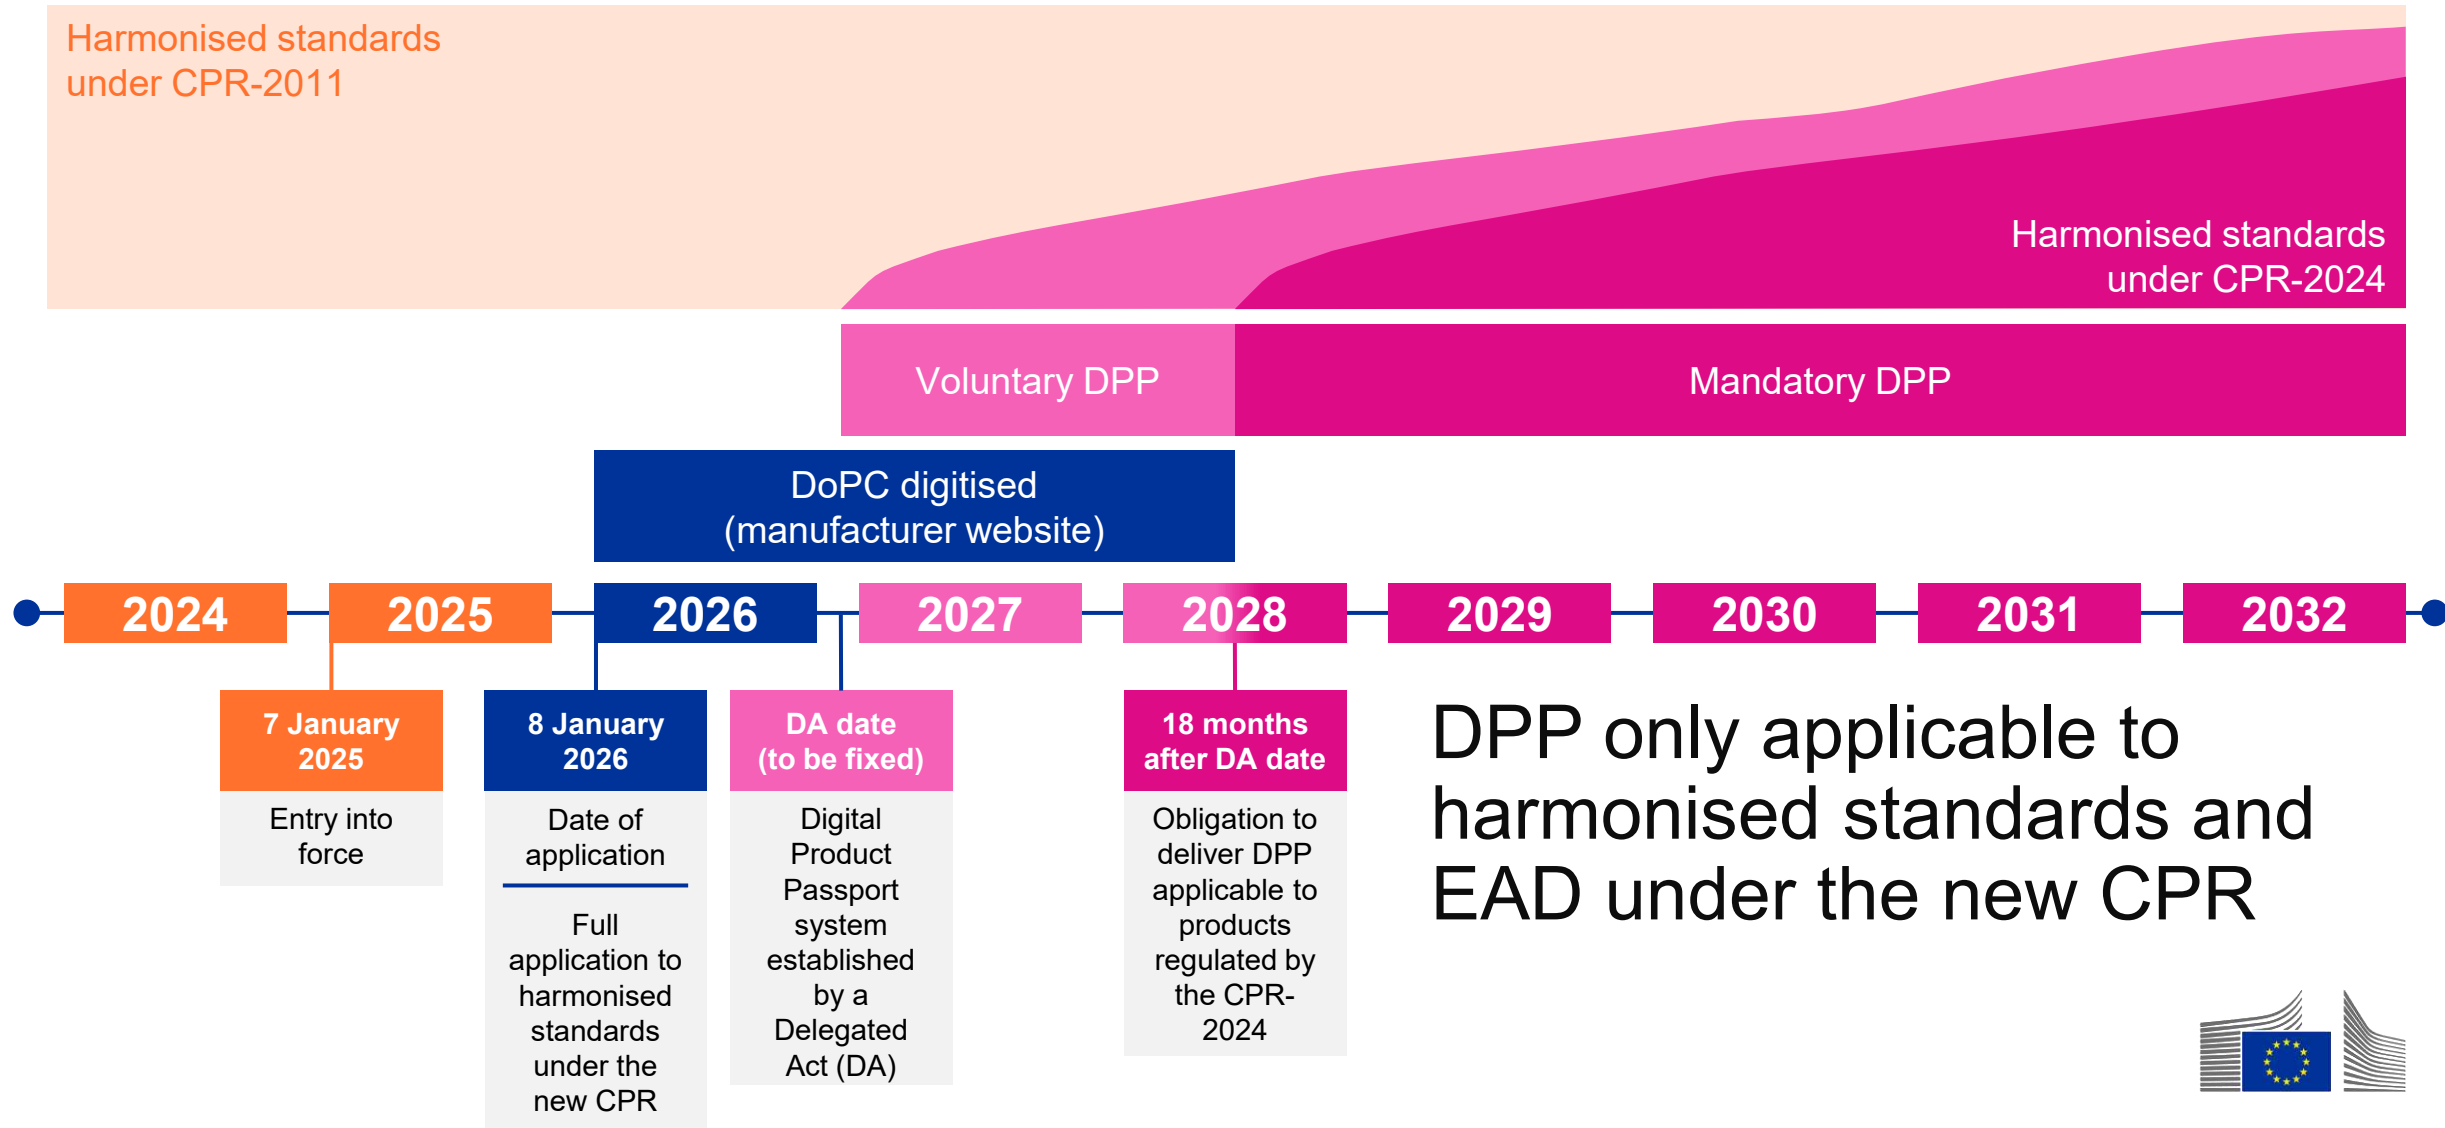 Harmonised standards
under CPR-2011
Harmonised standards
under CPR-2024
Voluntary DPP
Mandatory DPP
DoPC digitised
(manufacturer website)
2024
2025
2026
2027
2028
2029
2030
2031
2032
7 January
2025
Entry into
force
8 January
2026
Date of
application
Full
application to
harmonised
standards
under the
new CPR
DA date
(to be fixed)
Digital
Product
Passport
system
established
by a
Delegated
Act (DA)
18 months
after DA date
Obligation to
deliver DPP
applicable to
products
regulated by
the CPR-
2024
DPP only applicable to
harmonised standards and
EAD under the new CPR